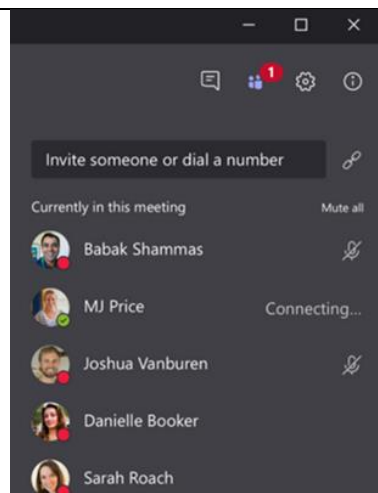 1
Invite someone or dial a number
Currently in this meeting Mute all
Babak Shammas
MJ Price Connecting...
Joshua Vanburen
Danielle Booker
Sarah Roach